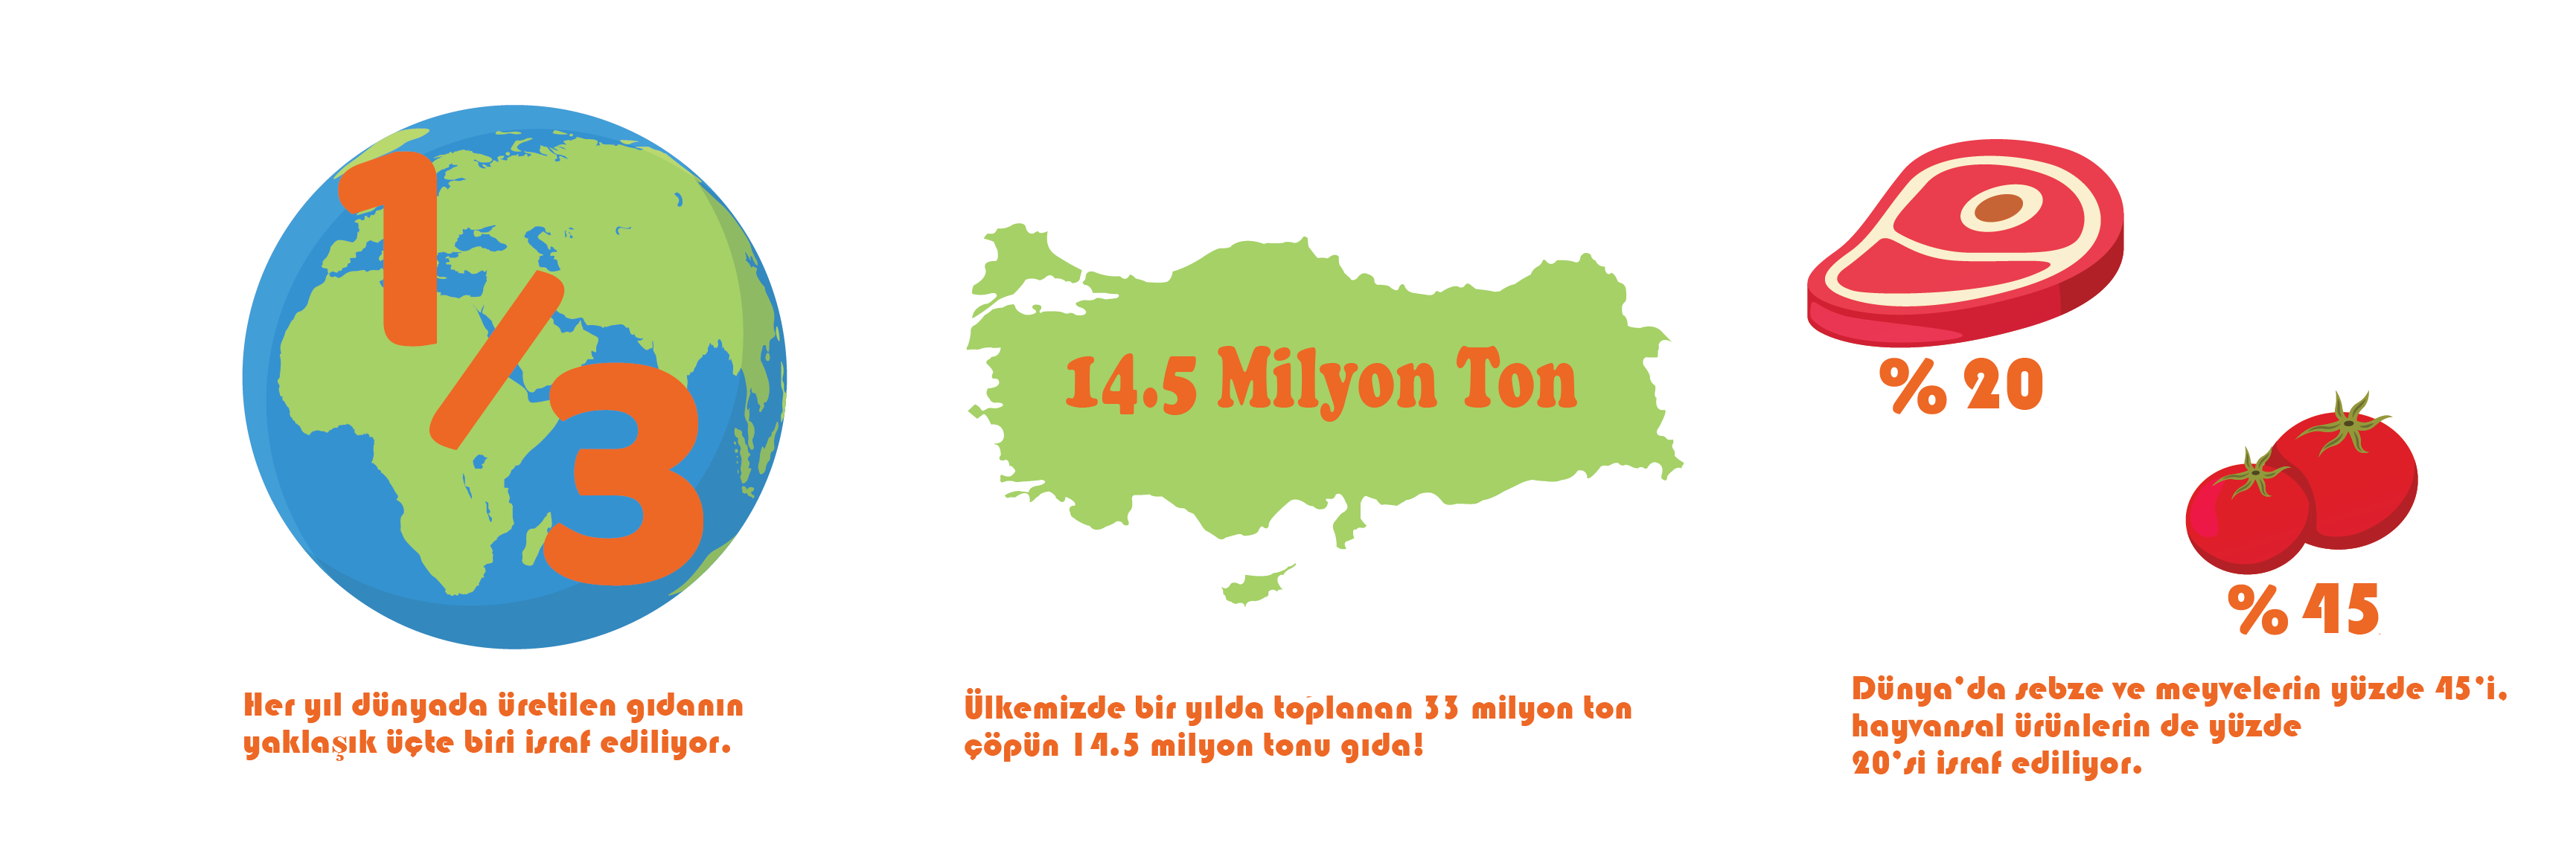 1/3
Her yıl dünyada üretilen gıdanın
yaklaşık üçte biri israf ediliyor.
14.5 Milyon Ton
Ülkemizde bir yılda toplanan 33 milyon ton
çöpün 14.5 milyon tonu gıda!
% 20
% 45
Dünya'da sebze ve meyvelerin yüzde 45'i,
hayvansal ürünlerin de yüzde
20'si israf ediliyor.